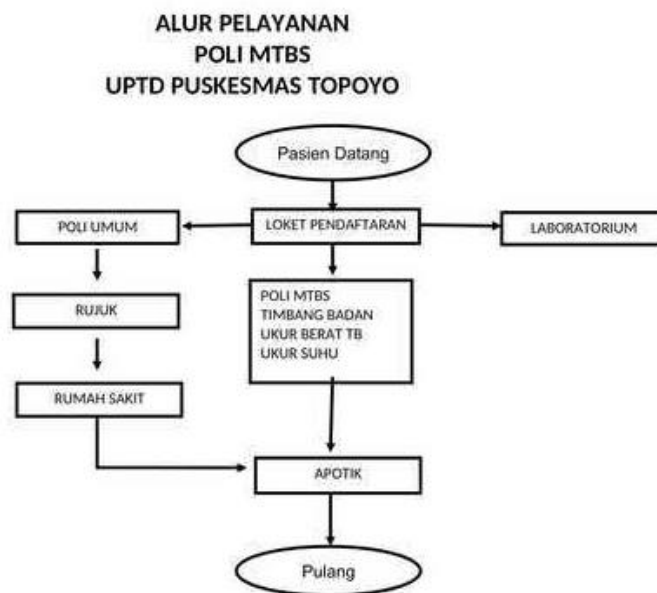 ALUR PELAYANAN
POLI MTBS
UPTD PUSKESMAS TOPOYO
Pasien Datang
POLI UMUM
LOKET PENDAFTARAN
LABORATORIUM
RUJUK
POLI MTBS
TIMBANG BADAN
UKUR BERAT TB
UKUR SUHU
RUMAH SAKIT
APOTIK
Pulang